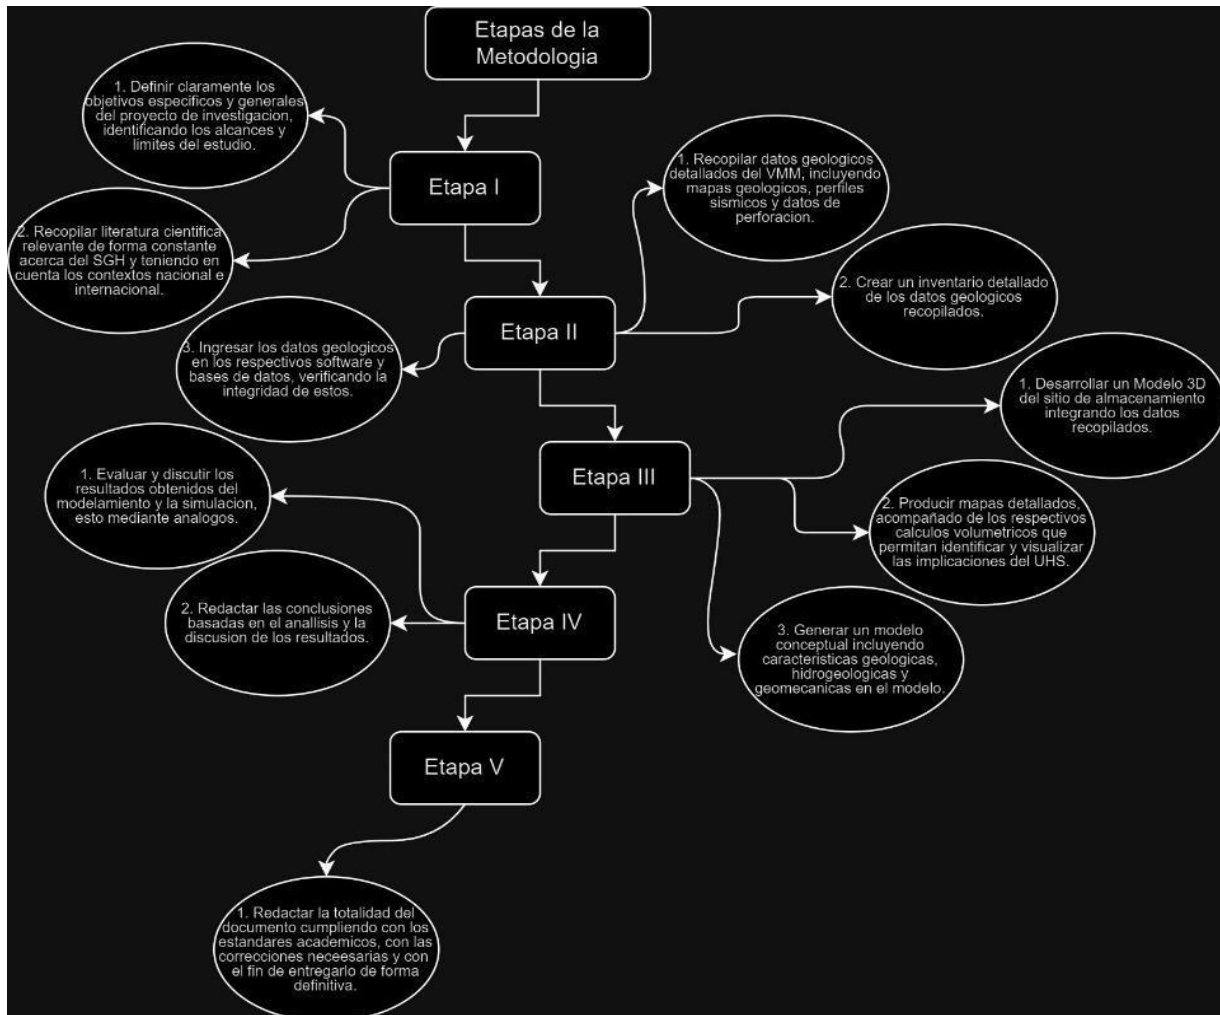 Etapas de la
Metodologia
1. Definir claramente los
objetivos especificos y generales
del proyecto de investigacion,
identificando los alcances y
limites del estudio.
Etapa I
2. Recopilar literatura cientifica
relevante de forma constante
acerca del SGH y teniendo en
cuenta los contextos nacional e
internacional.
1. Recopilar datos geologicos
detallados del VMM, incluyendo
mapas geologicos, perfiles
sismicos y datos de
perforacion.
2. Crear un inventario detallado
de los datos geologicos
recopilados.
Etapa II
3. Ingresar los datos geologicos
en los respectivos software y
bases de datos, verificando la
integridad de estos.
1. Desarrollar un Modelo 3D
del sitio de almacenamiento
integrando los datos
recopilados.
Etapa III
2. Producir mapas detallados,
acompañado de los respectivos
calculos volumetricos que
permitan identificar y visualizar
las implicaciones del UHS.
3. Generar un modelo
conceptual incluyendo
caracteristicas geologicas,
hidrogeologicas y
geomecanicas en el modelo.
1. Evaluar y discutir los
resultados obtenidos del
modelamiento y la simulacion,
esto mediante analogos.
Etapa IV
2. Redactar las conclusiones
basadas en el anallisis y la
discusion de los resultados.
Etapa V
1. Redactar la totalidad del
documento cumpliendo con los
estandares academicos, con las
correcciones neceesarias y con
el fin de entregarlo de forma
definitiva.